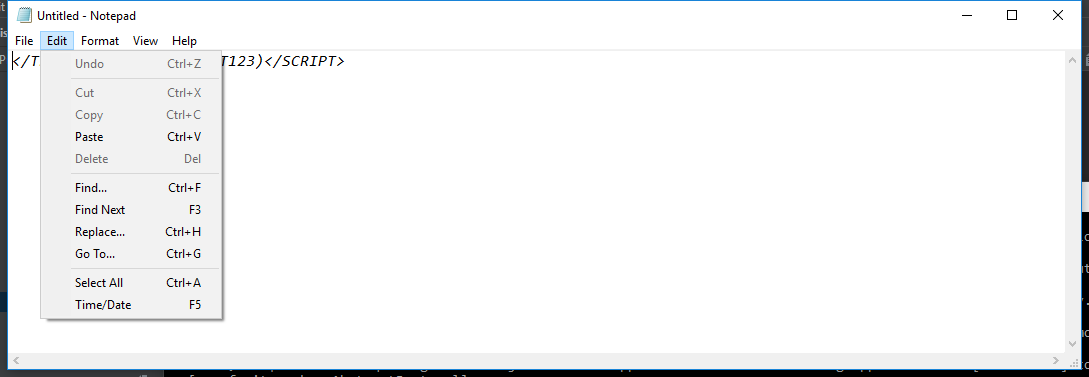 Untitled - Notepad
File Edit Format View Help
</T T123)</SCRIPT>
Undo Ctrl+Z
Cut Ctrl+X
Copy Ctrl+C
Paste Ctrl+V
Delete Del
Find... Ctrl+F
Find Next F3
Replace... Ctrl+H
Go To... Ctrl+G
Select All Ctrl+A
Time/Date F5